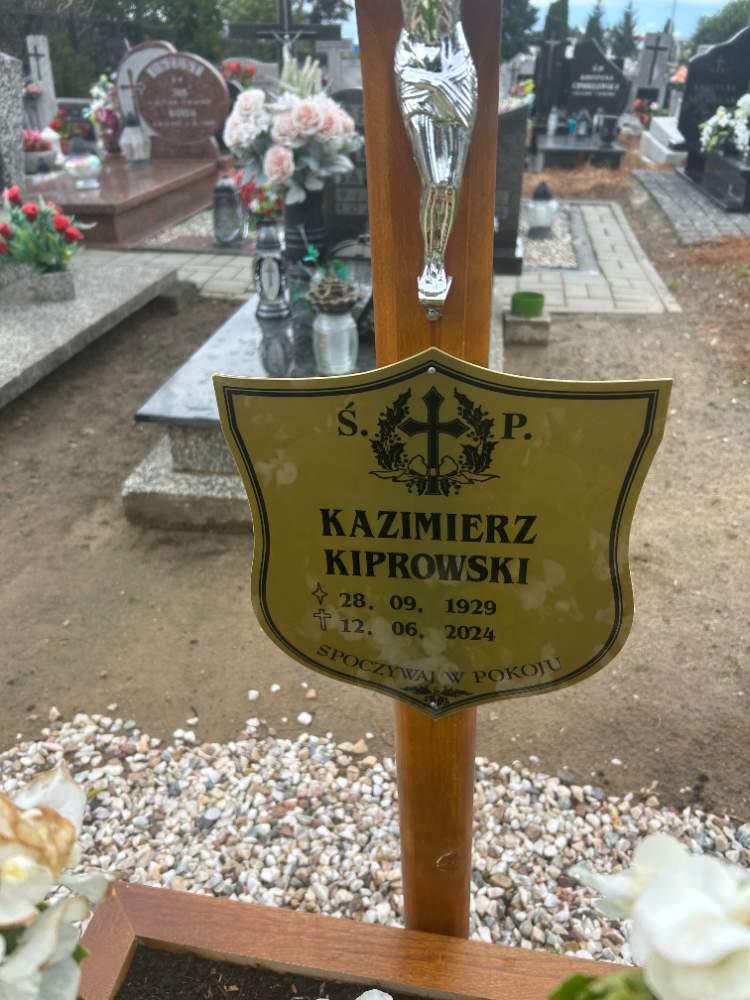 Ś. P.
KAZIMIERZ
KIPROWSKI
28. 09. 1929
12. 06. 2024
SPOCZYWAJ W POKOJU